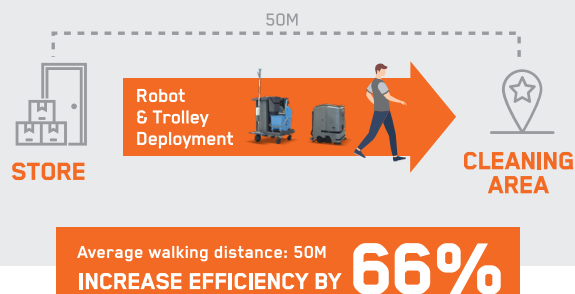 50M
Robot
& Trolley
Deployment
STORE
CLEANING
AREA
Average walking distance: 50M
INCREASE EFFICIENCY BY 66%